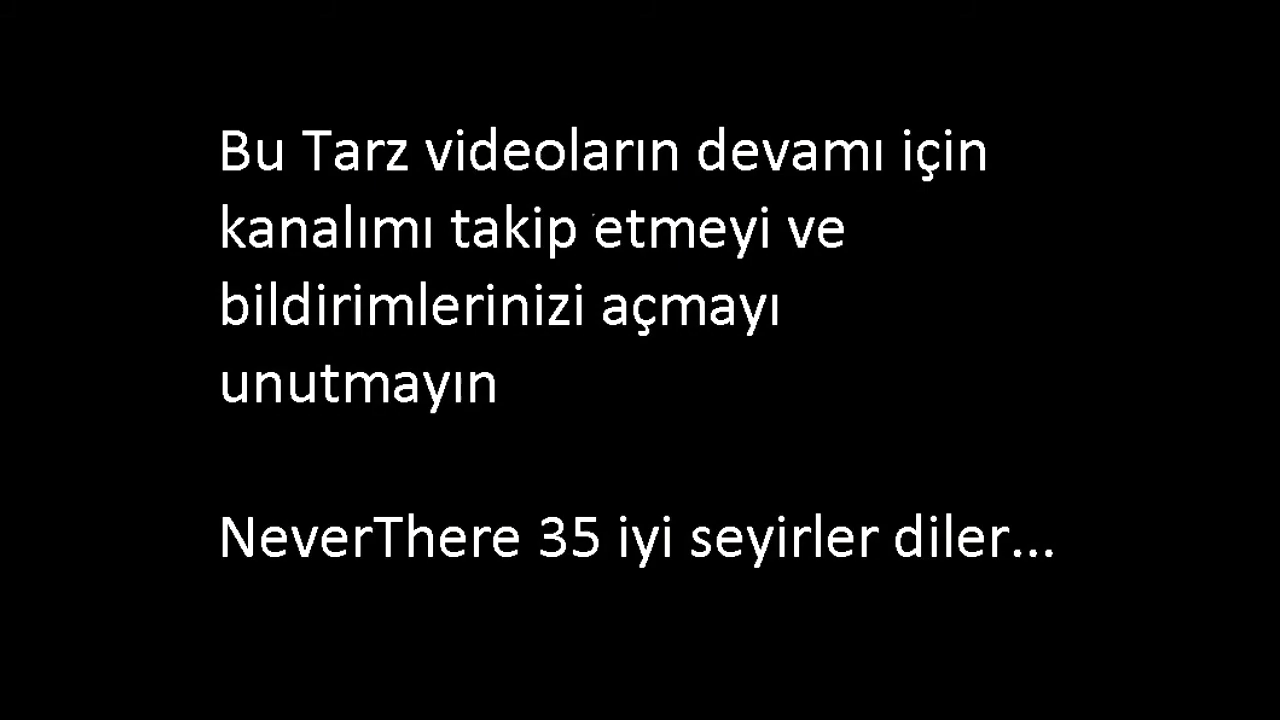 Bu Tarz videoların devamı için
kanalımı takip etmeyi ve
bildirimlerinizi açmayı
unutmayın
NeverThere 35 iyi seyirler diler...